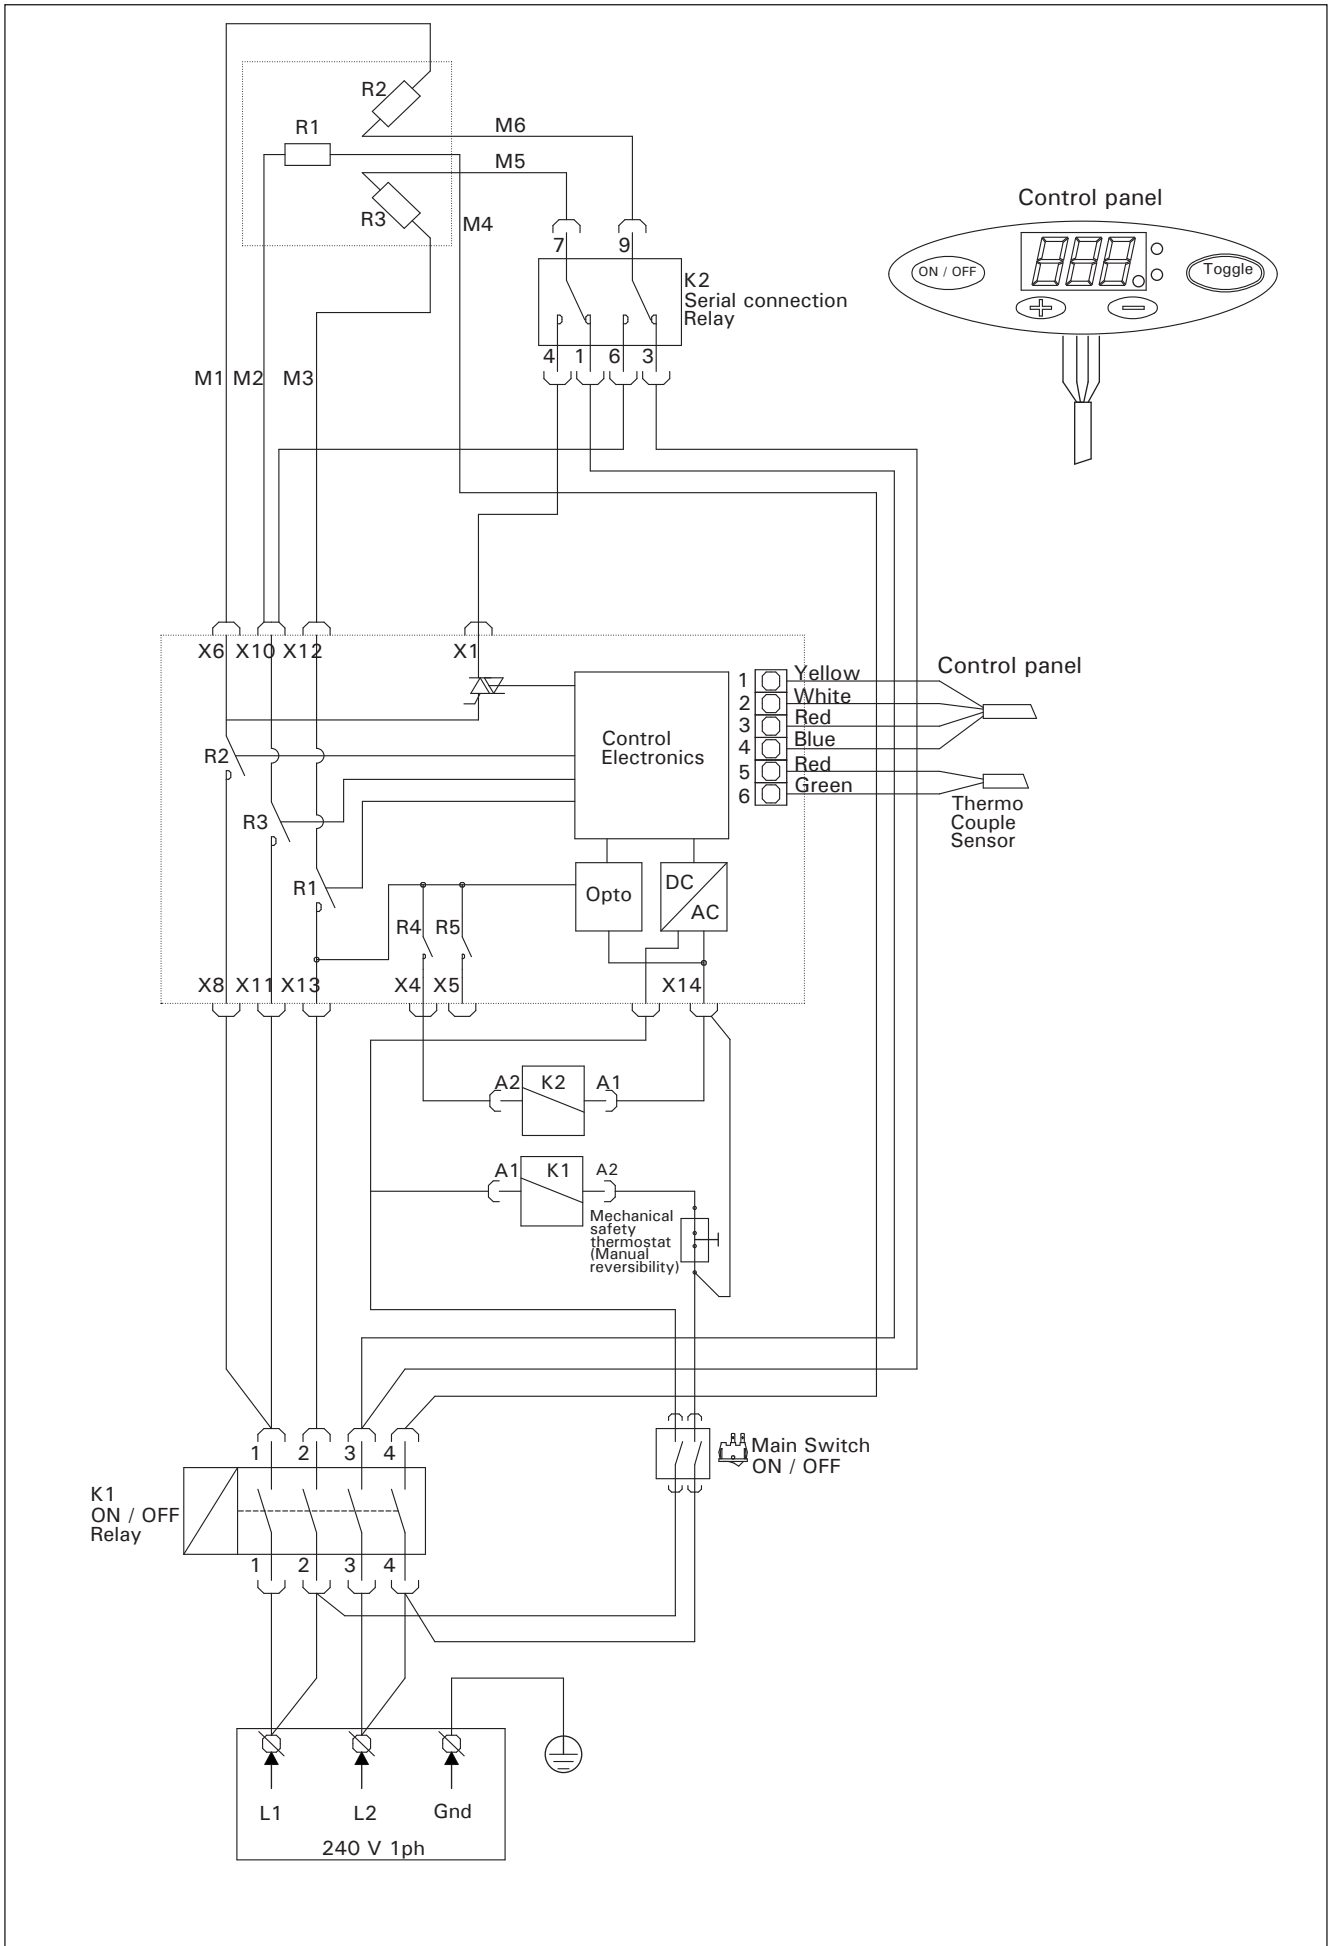 R2
R1
M6
M5
R3
M4
Control panel
ON / OFF
Toggle
7
9
K2
Serial connection
Relay
4
1
6
3
M1
M2
M3
X6
X10
X12
X1
Control panel
1
Yellow
2
White
3
Red
4
Blue
5
Red
6
Green
Thermo
Couple
Sensor
Control
Electronics
R2
R3
R1
Opto
DC
AC
R4
R5
X8
X11
X13
X4
X5
X14
A2
K2
A1
A1
K1
A2
Mechanical
safety
thermostat
(Manual
reversibility)
1
2
3
4
Main Switch
ON / OFF
K1
ON / OFF
Relay
1
2
3
4
L1
L2
Gnd
240 V 1ph